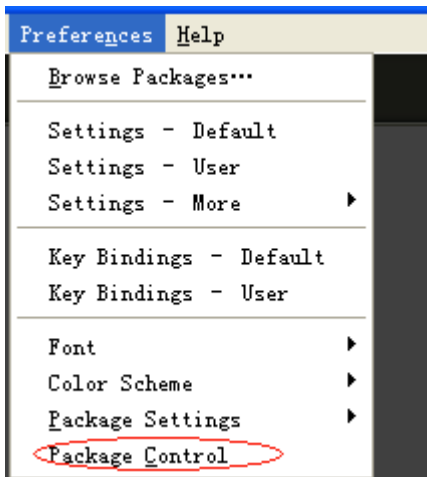 Preferences Help
Browse Packages…
Settings - Default
Settings - User
Settings - More
Key Bindings - Default
Key Bindings - User
Font
Color Scheme
Package Settings
Package Control